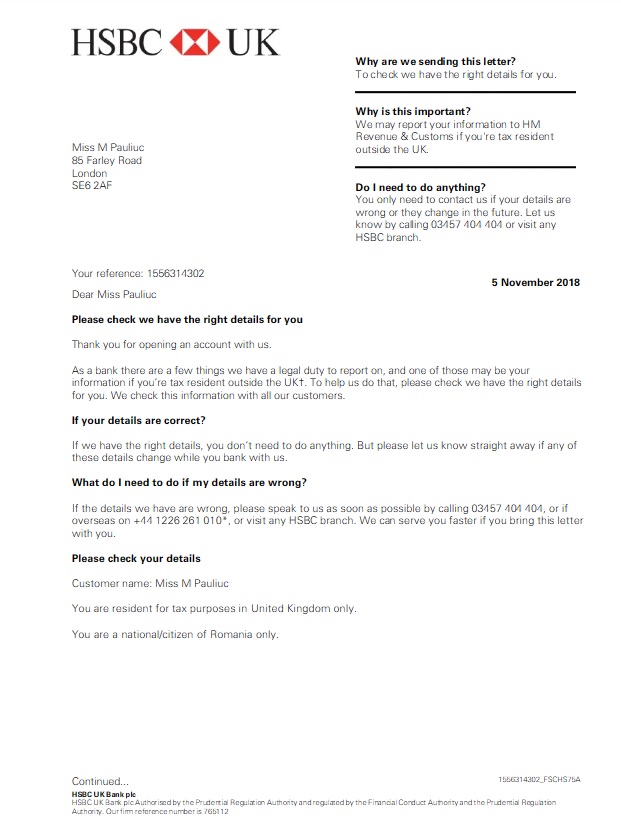 HSBC UK
Why are we sending this letter?
To check we have the right details for you.
Why is this important?
We may report your information to HM
Revenue & Customs if you're tax resident
outside the UK.
Do I need to do anything?
You only need to contact us if your details are
wrong or they change in the future. Let us
know by calling 03457 404 404 or visit any
HSBC branch.
Miss M Pauliuc
85 Farley Road
London
SE6 2AF
Your reference: 1556314302
5 November 2018
Dear Miss Pauliuc
Please check we have the right details for you
Thank you for opening an account with us.
As a bank there are a few things we have a legal duty to report on, and one of those may be your
information if you're tax resident outside the UK†. To help us do that, please check we have the right details
for you. We check this information with all our customers.
If your details are correct?
If we have the right details, you don't need to do anything. But please let us know straight away if any of
these details change while you bank with us.
What do I need to do if my details are wrong?
If the details we have are wrong, please speak to us as soon as possible by calling 03457 404 404, or if
overseas on +44 1226 261 010*, or visit any HSBC branch. We can serve you faster if you bring this letter
with you.
Please check your details
Customer name: Miss M Pauliuc
You are resident for tax purposes in United Kingdom only.
You are a national/citizen of Romania only.
Continued...
1556314302_FSCHS75A
HSBC UK Bank plc
HSBC UK Bank plc Authorised by the Prudential Regulation Authority and regulated by the Financial Conduct Authority and the Prudential Regulation
Authority. Our firm reference number is 765112